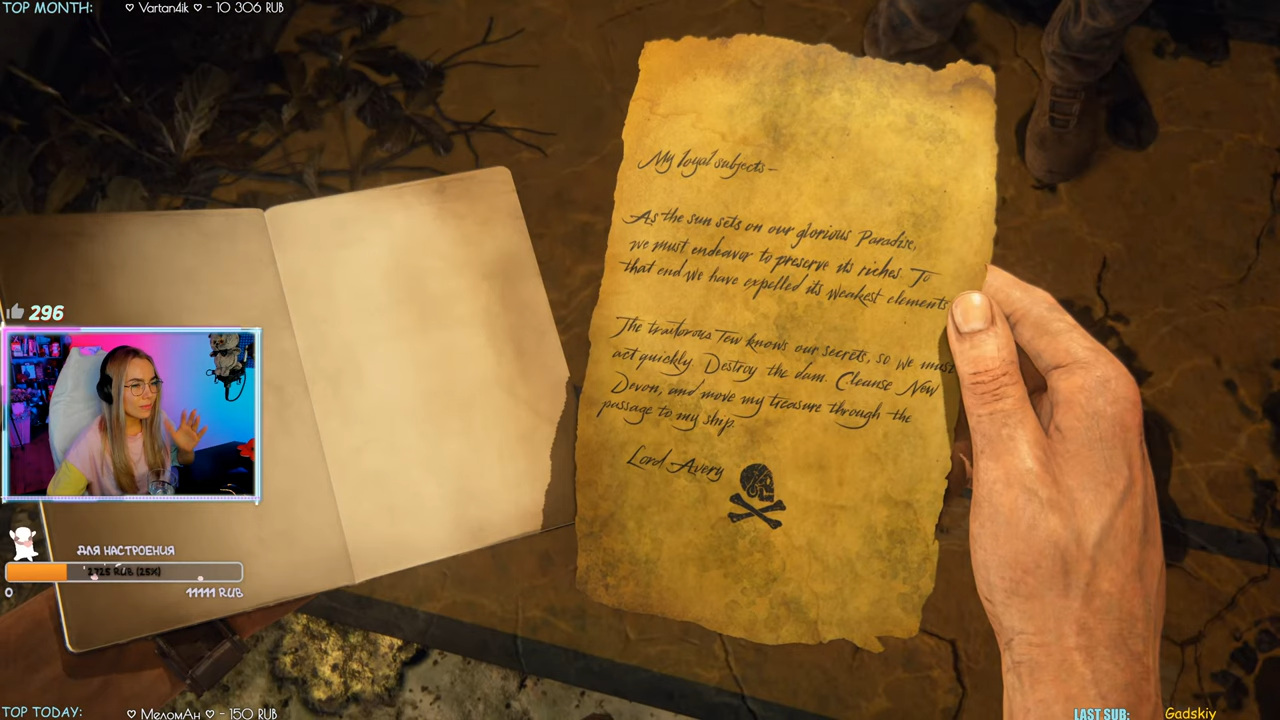 TOP MONTH: ♡ Vartan4ik ♡ - 10 306 RUB
My loyal subjects-
As the sun sets on our glorious Paradise,
we must endeavor to preserve its riches. To
that end we have expelled its weakest elements
The traitorous Tew knows our secrets, so we must
act quickly. Destroy the dam. Cleanse New
Devon, and move my treasure through the
passage to my ship.
Lord Avery
296
ДЛЯ НАСТРОЕНИЯ
2725 RUB (25%)
0 11111 RUB
TOP TODAY: ♡ МеломАн ♡ - 150 RUB
LAST SUB: Gadskiy